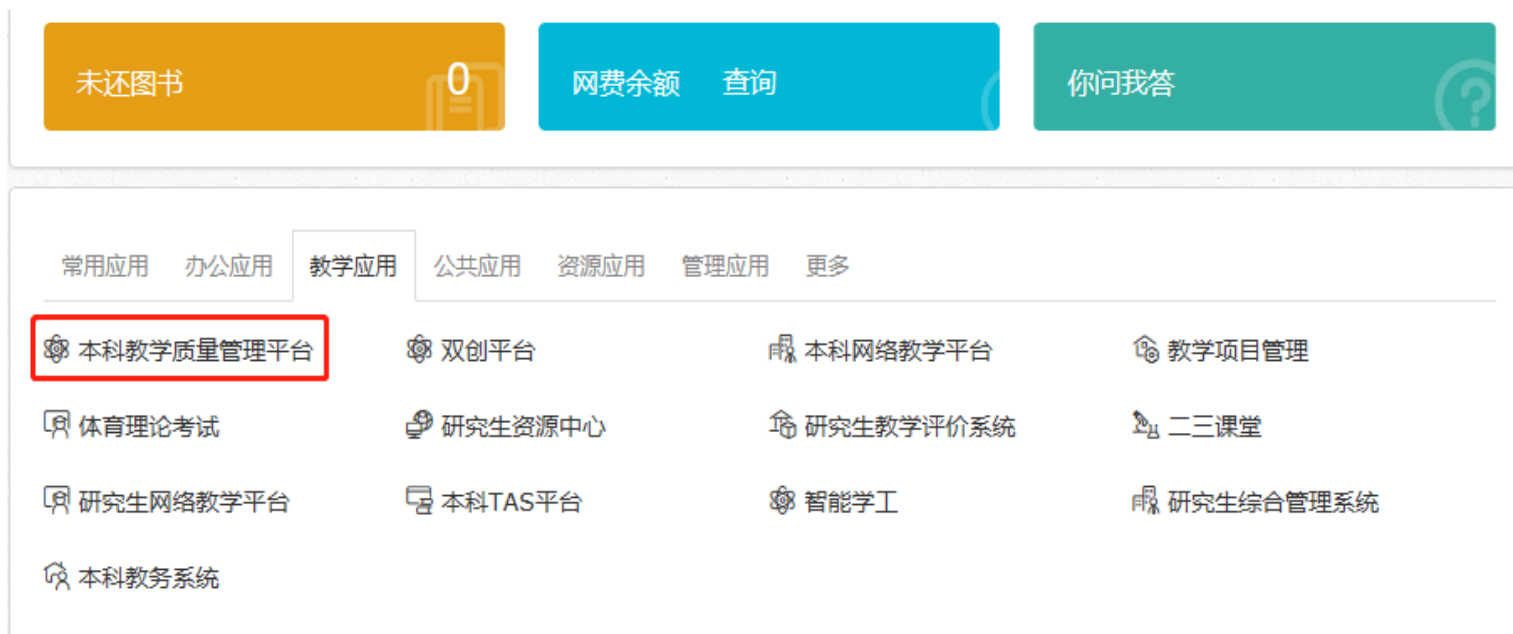 未还图书 0 网费余额 查询 你问我答
常用应用 办公应用 教学应用 公共应用 资源应用 管理应用 更多
本科教学质量管理平台 双创平台 本科网络教学平台 教学项目管理
体育理论考试 研究生资源中心 研究生教学评价系统 二三课堂
研究生网络教学平台 本科TAS平台 智能学工 研究生综合管理系统
本科教务系统